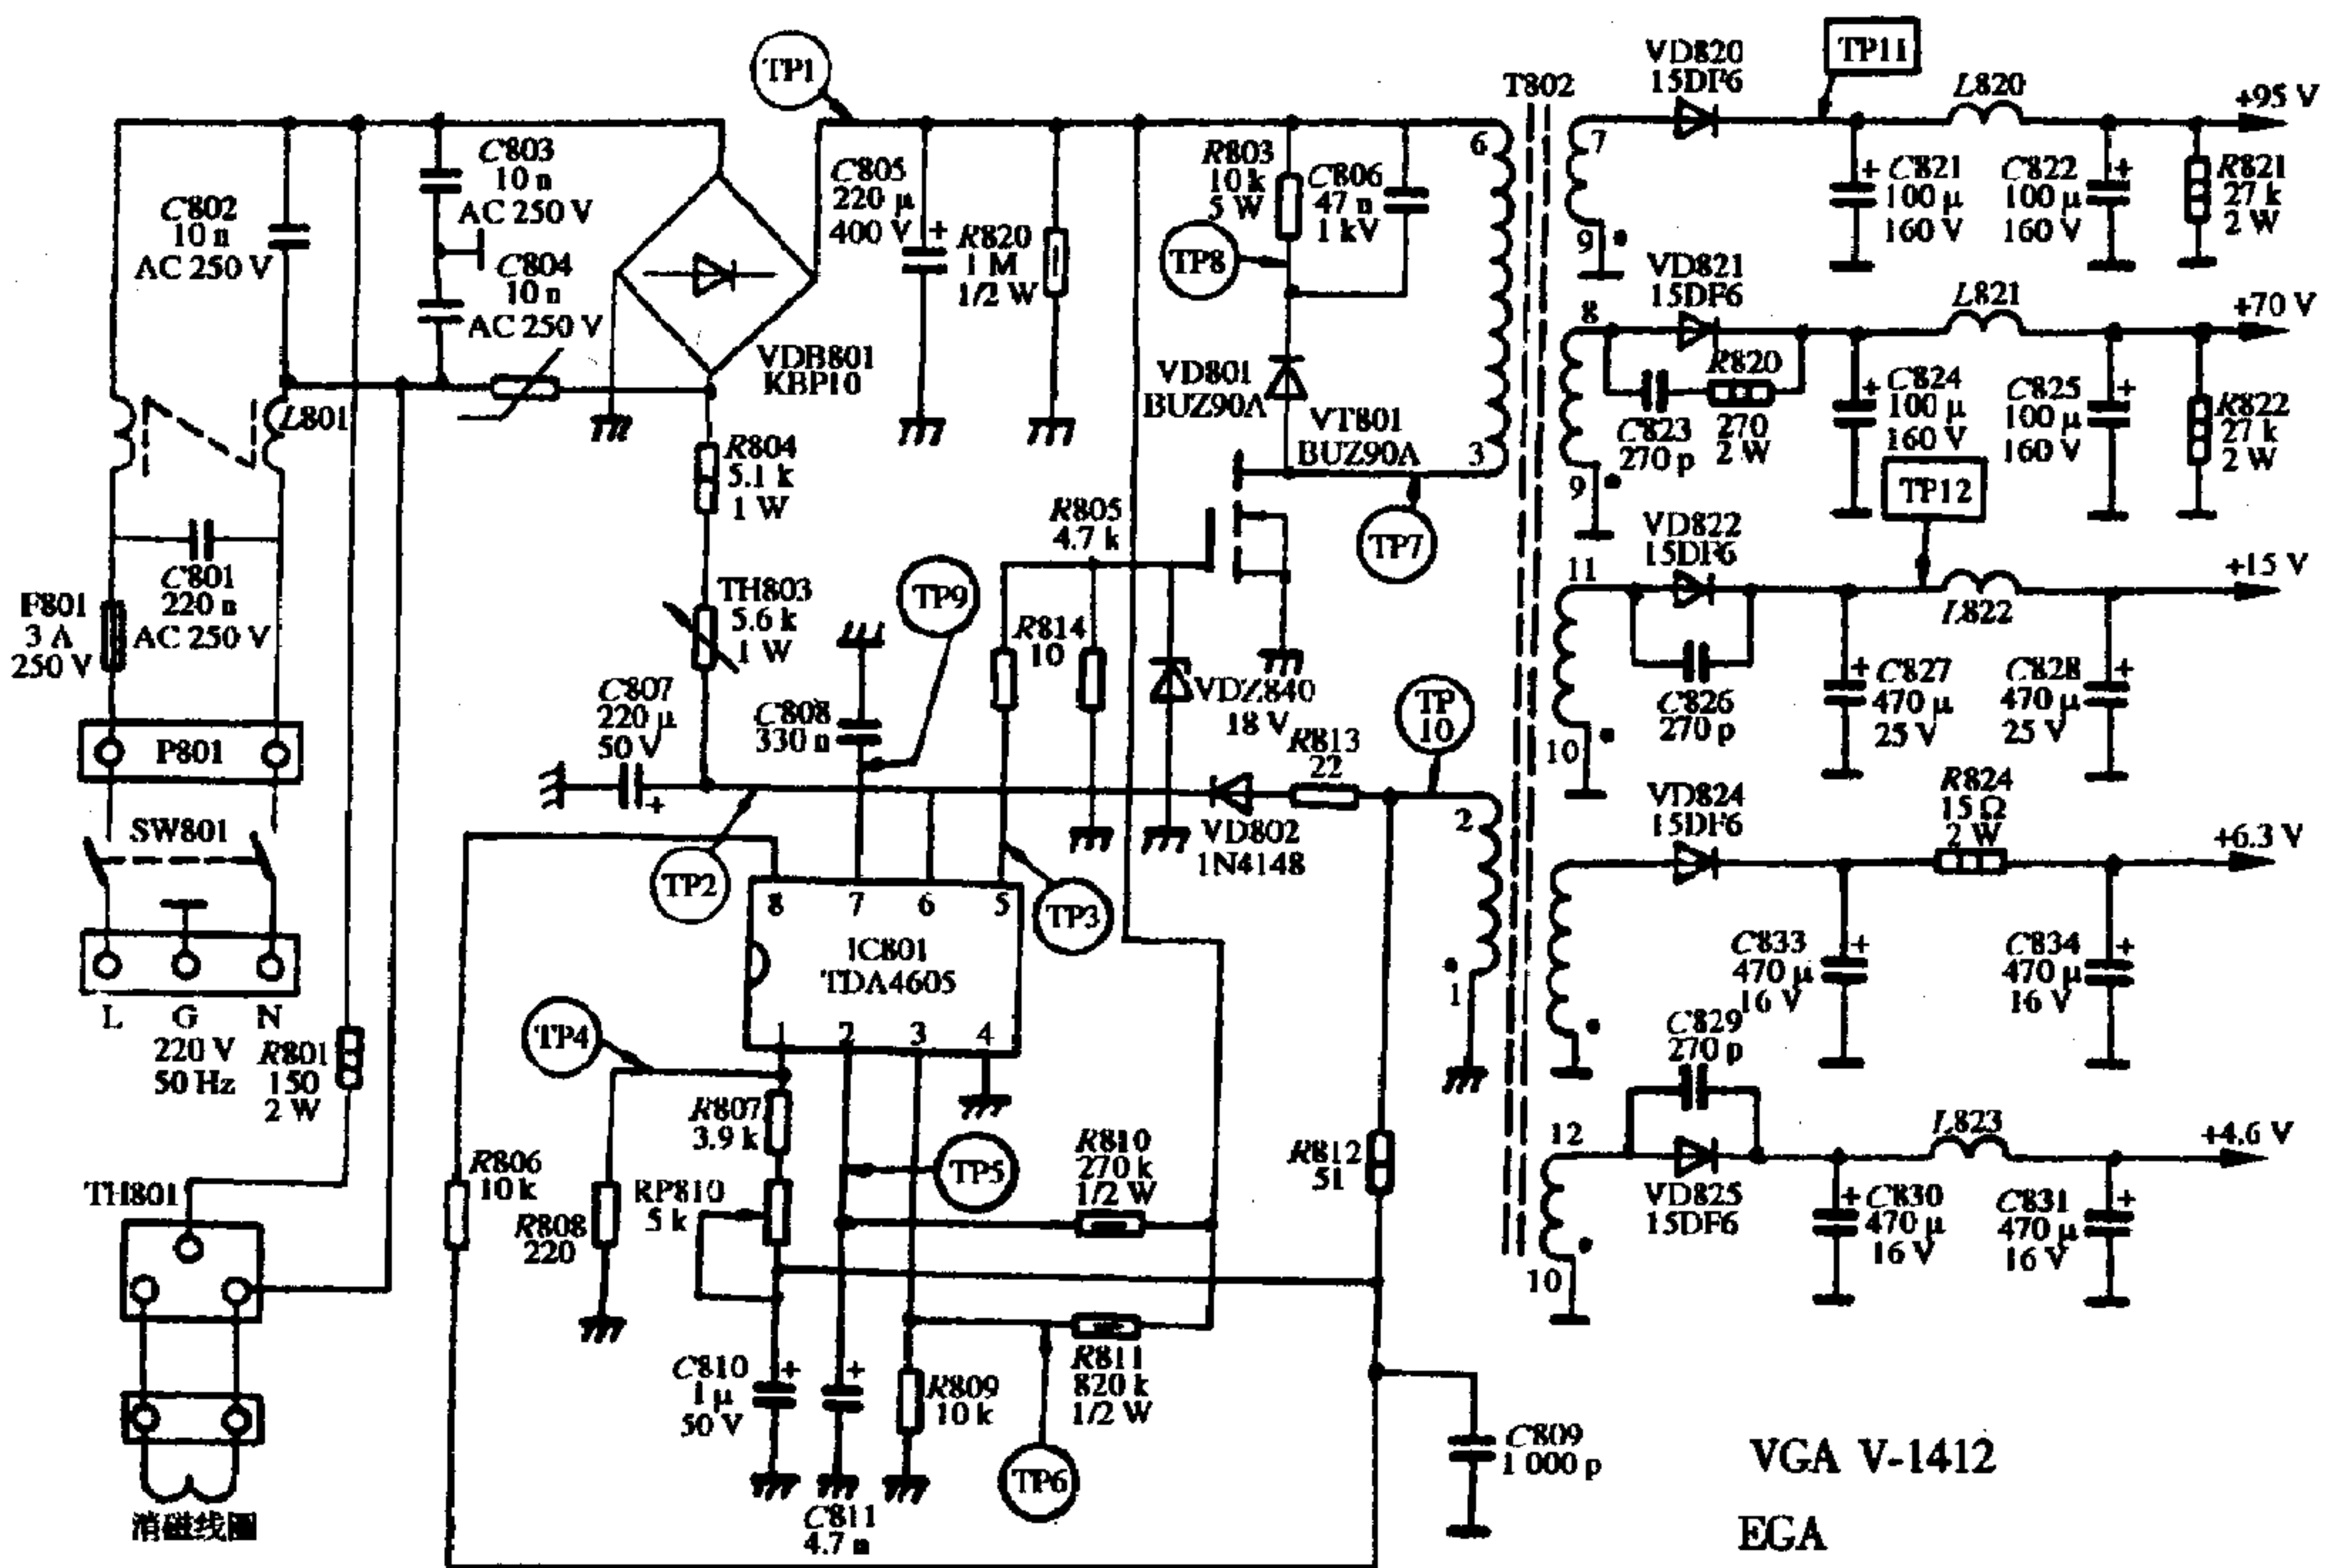 TP1
C802
10 n
AC 250 V
C803
10 n
AC 250 V
C804
10 n
AC 250 V
VDB801
KBP10
C805
220 μ
400 V
+
R820
1 M
1/2 W
R803
10 k
5 W
C806
47 n
1 kV
TP8
VD801
BUZ90A
VT801
BUZ90A
TP7
T802
6
3
L801
F801
3 A
250 V
C801
220 n
AC 250 V
P801
SW801
L
G
N
220 V
50 Hz
R801
150
2 W
TH801
消磁线圈
R804
5.1 k
1 W
TH803
5.6 k
1 W
C807
220 μ
50 V
+
C808
330 n
TP9
R805
4.7 k
R814
10
VDZ840
18 V
R813
22
VD802
1N4148
TP
10
2
1
TP2
TP3
8
7
6
5
IC801
TDA4605
1
2
3
4
TP4
R807
3.9 k
RP810
5 k
R808
220
R806
10 k
TP5
R810
270 k
1/2 W
R811
820 k
1/2 W
R812
51
C810
1 μ
50 V
+
+
C811
4.7 n
R809
10 k
TP6
C809
1 000 p
7
9
VD820
15DF6
TP11
L820
+95 V
+
C821
100 μ
160 V
C822
100 μ
160 V
+
R821
27 k
2 W
8
9
VD821
15DF6
L821
+70 V
C823
270 p
R820
270
2 W
+
C824
100 μ
160 V
C825
100 μ
160 V
+
R822
27 k
2 W
TP12
11
10
VD822
15DF6
L822
+15 V
C826
270 p
+
C827
470 μ
25 V
C828
470 μ
25 V
+
VD824
15DF6
R824
15 Ω
2 W
+6.3 V
C833
470 μ
16 V
+
C834
470 μ
16 V
+
C829
270 p
12
10
VD825
15DF6
L823
+4.6 V
+
C830
470 μ
16 V
C831
470 μ
16 V
+
VGA V-1412
EGA